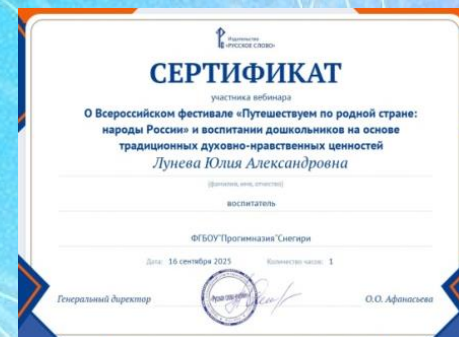 Издательство
«РУССКОЕ СЛОВО»
СЕРТИФИКАТ
участника вебинара
О Всероссийском фестивале «Путешествуем по родной стране:
народы России» и воспитании дошкольников на основе
традиционных духовно-нравственных ценностей
Лунева Юлия Александровна
(фамилия, имя, отчество)
воспитатель
ФГБОУ"Прогимназия"Снегири
Дата: 16 сентября 2025 Количество часов: 1
Генеральный директор О.О. Афанасьева